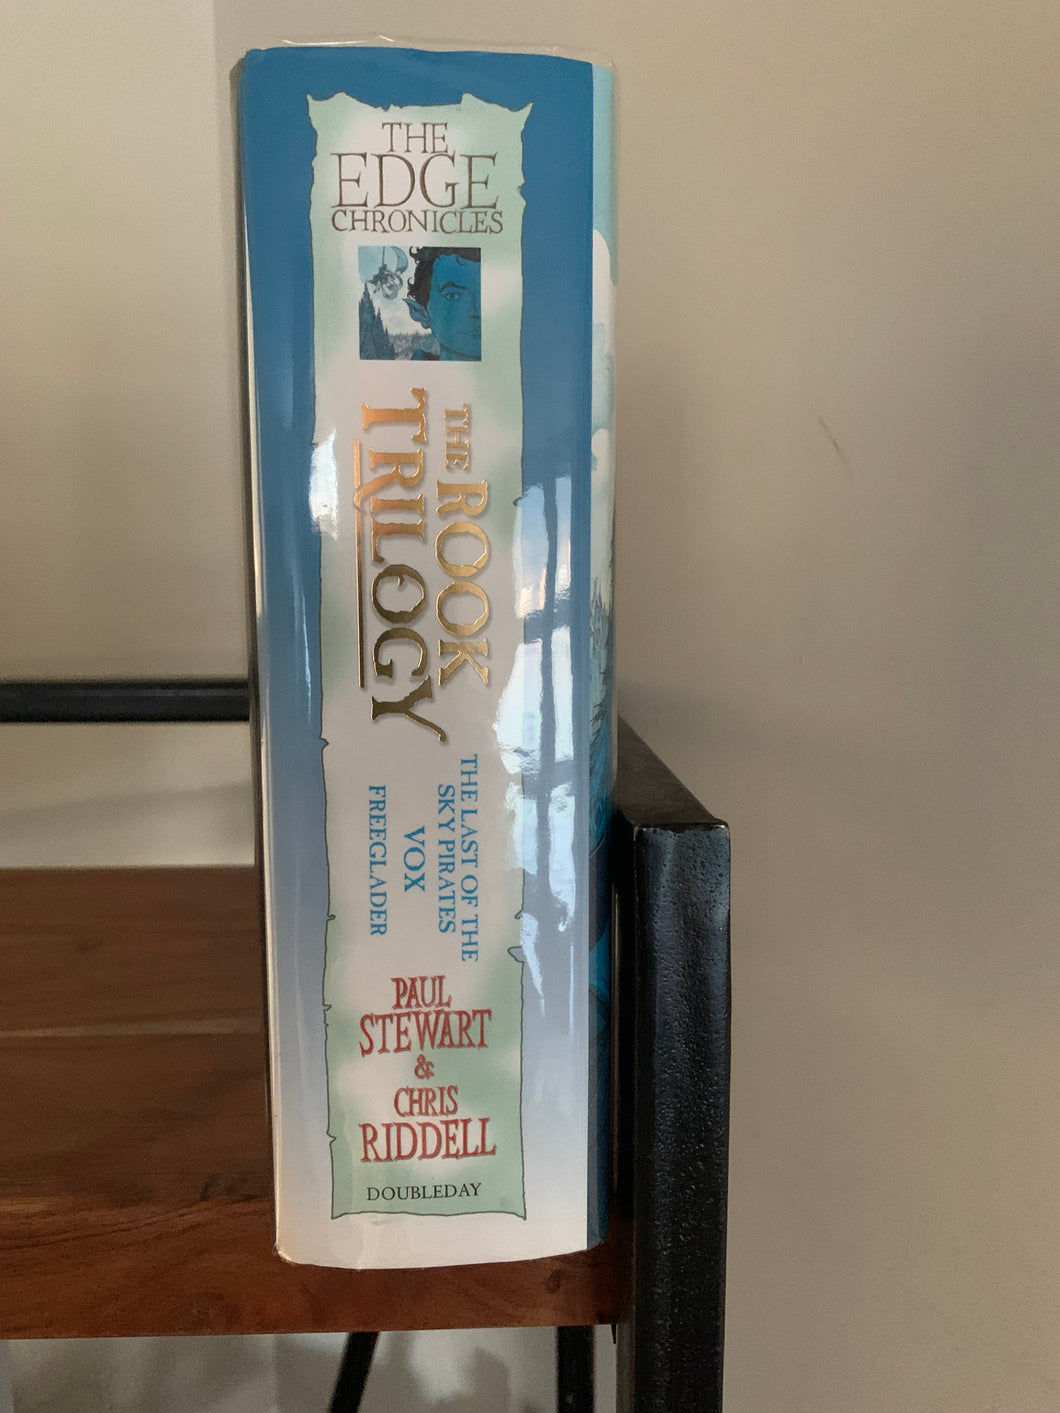 THE
EDGE
CHRONICLES
THE ROOK
TRILOGY
THE LAST OF THE
SKY PIRATES
VOX
FREEGLADER
PAUL
STEWART
&
CHRIS
RIDDELL
DOUBLEDAY